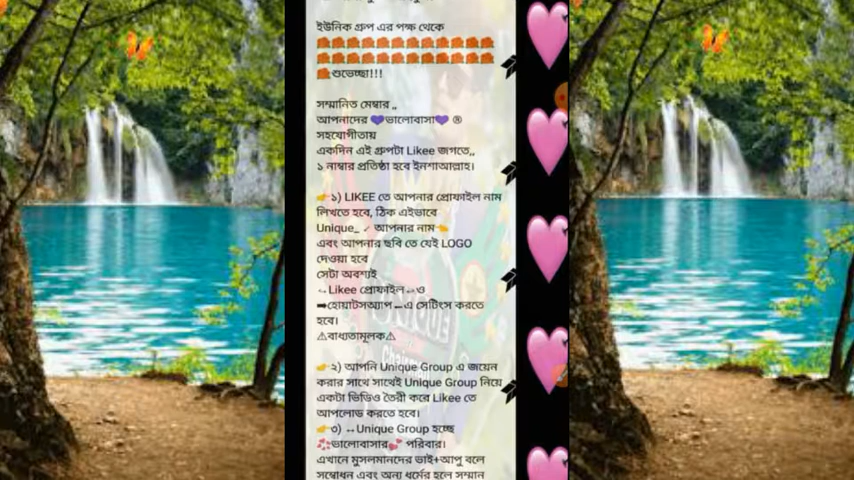 ইউনিক গ্রুপ এর পক্ষ থেকে
শুভেচ্ছা!!!
সম্মানিত মেম্বার ,,
আপনাদের 💜ভালোবাসা💜 ®
সহযোগীতায়
একদিন এই গ্রুপটা Likee জগতে,,
১ নাম্বার প্রতিষ্ঠা হবে ইনশাআল্লাহ।
👉১) LIKEE তে আপনার প্রোফাইল নাম
লিখতে হবে, ঠিক এইভাবে
Unique_ ✓ আপনার নাম
এবং আপনার ছবি তে যেই LOGO
দেওয়া হবে
সেটা অবশ্যই
Likee প্রোফাইল ও
➡হোয়াটসঅ্যাপ এ সেটিংস করতে
হবে।
⚠বাধ্যতামূলক⚠
👉২) আপনি Unique Group এ জয়েন
করার সাথে সাথেই Unique Group নিয়ে
একটা ভিডিও তৈরী করে Likee তে
আপলোড করতে হবে।
👉৩) ↔Unique Group হচ্ছে
💞ভালোবাসার💕 পরিবার।
এখানে মুসলমানদের ভাই+আপু বলে
সম্বোধন এবং অন্য ধর্মের হলে সম্মান